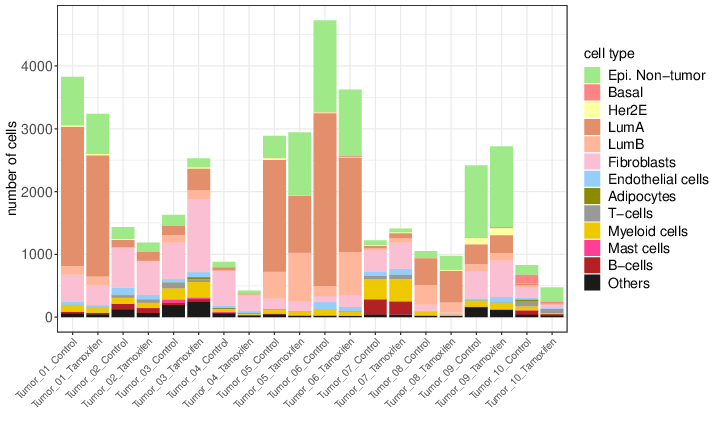 number of cells
4000
3000
2000
1000
0
Tumor_01_Control
Tumor_01_Tamoxifen
Tumor_02_Control
Tumor_02_Tamoxifen
Tumor_03_Control
Tumor_03_Tamoxifen
Tumor_04_Control
Tumor_04_Tamoxifen
Tumor_05_Control
Tumor_05_Tamoxifen
Tumor_06_Control
Tumor_06_Tamoxifen
Tumor_07_Control
Tumor_07_Tamoxifen
Tumor_08_Control
Tumor_08_Tamoxifen
Tumor_09_Control
Tumor_09_Tamoxifen
Tumor_10_Control
Tumor_10_Tamoxifen
cell type
Epi. Non−tumor
Basal
Her2E
LumA
LumB
Fibroblasts
Endothelial cells
Adipocytes
T−cells
Myeloid cells
Mast cells
B−cells
Others